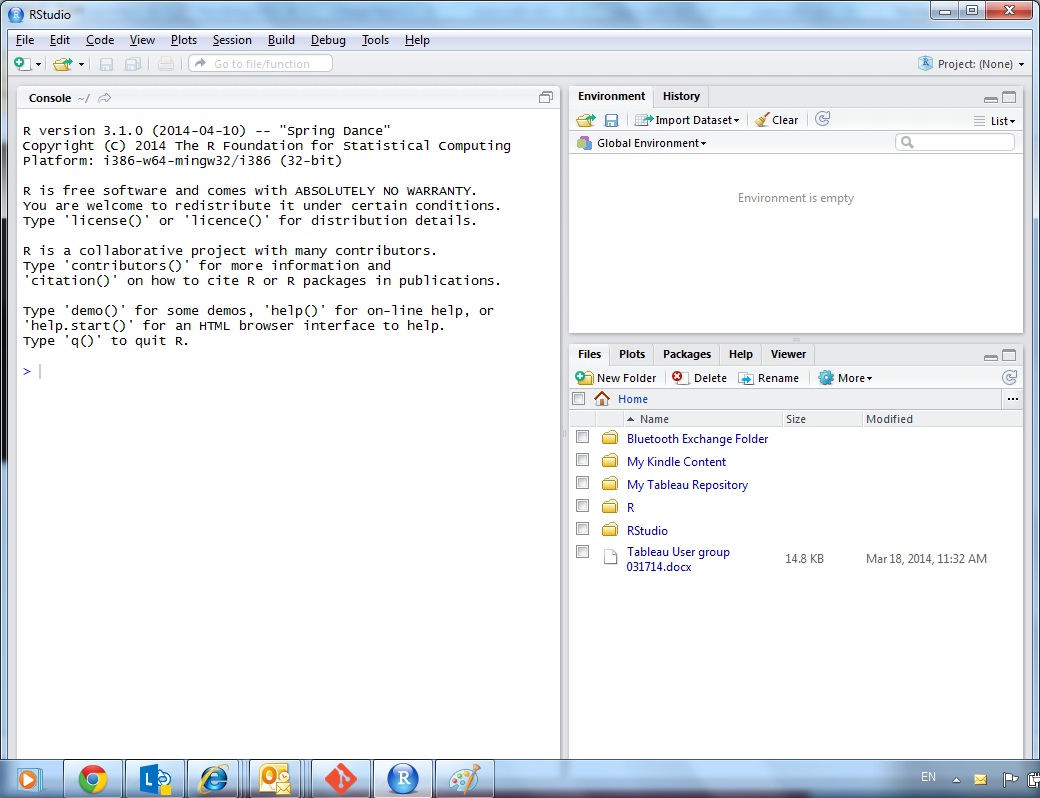 RStudio
File Edit Code View Plots Session Build Debug Tools Help
Go to file/function
Project: (None)
Console ~/
R version 3.1.0 (2014-04-10) -- "Spring Dance"
Copyright (C) 2014 The R Foundation for Statistical Computing
Platform: i386-w64-mingw32/i386 (32-bit)
R is free software and comes with ABSOLUTELY NO WARRANTY.
You are welcome to redistribute it under certain conditions.
Type 'license()' or 'licence()' for distribution details.
R is a collaborative project with many contributors.
Type 'contributors()' for more information and
'citation()' on how to cite R or R packages in publications.
Type 'demo()' for some demos, 'help()' for on-line help, or
'help.start()' for an HTML browser interface to help.
Type 'q()' to quit R.
>
Environment History
Import Dataset Clear List
Global Environment
Environment is empty
Files Plots Packages Help Viewer
New Folder Delete Rename More
Home ...
Name Size Modified
Bluetooth Exchange Folder
My Kindle Content
My Tableau Repository
R
RStudio
Tableau User group
031714.docx 14.8 KB Mar 18, 2014, 11:32 AM
EN